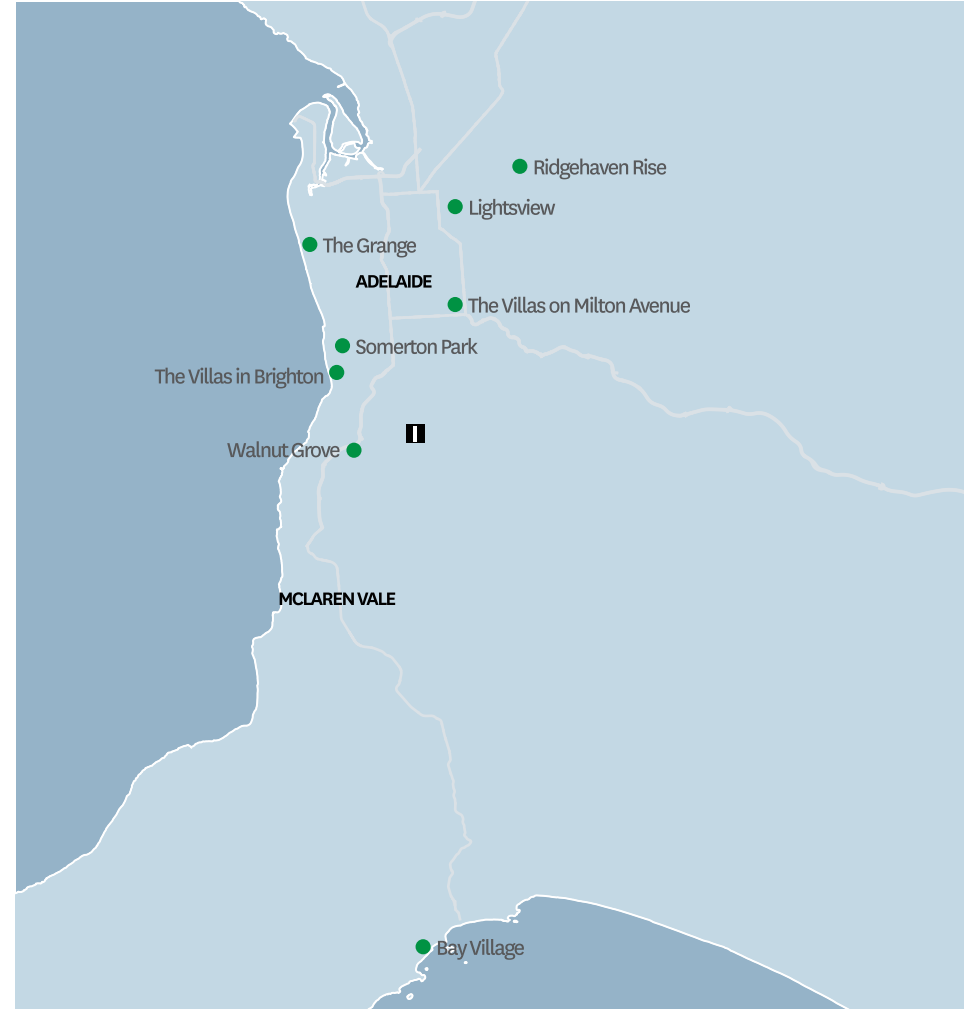 Ridgehaven Rise
Lightsview
The Grange
ADELAIDE
The Villas on Milton Avenue
Somerton Park
The Villas in Brighton
Walnut Grove
MCLAREN VALE
Bay Village